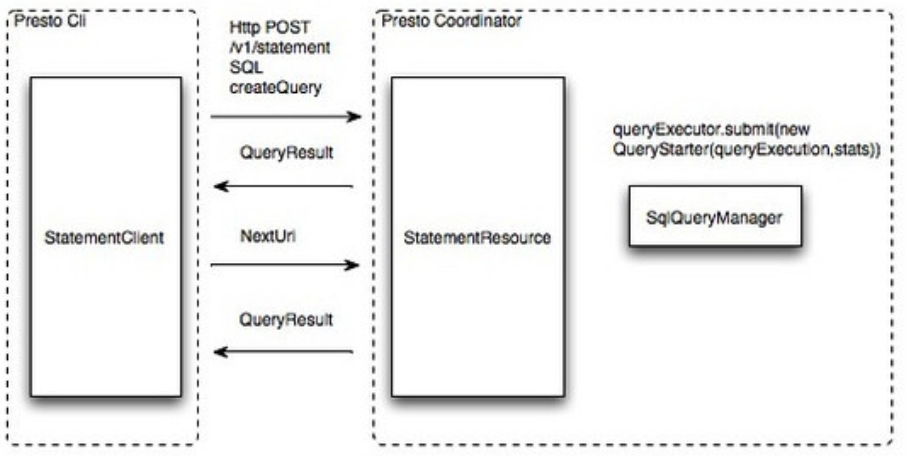 Presto Cli
Http POST
/v1/statement
SQL
createQuery
QueryResult
StatementClient
NextUri
QueryResult
Presto Coordinator
StatementResource
queryExecutor.submit(new
QueryStarter(queryExecution,stats))
SqlQueryManager